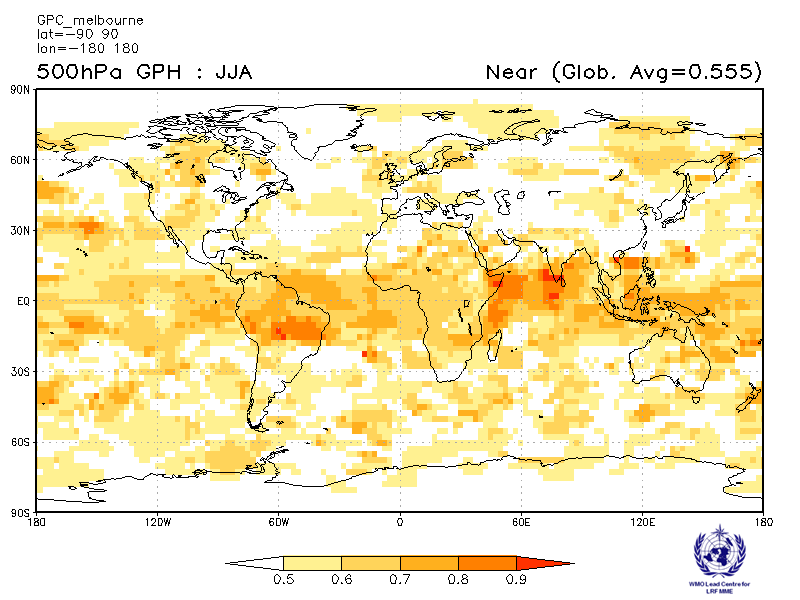 GPC_melbourne
lat=-90 90
lon=-180 180
500hPa GPH : JJA Near (Glob. Avg=0.555)
90N
60N
30N
EQ
30S
60S
90S
180 120W 60W 0 60E 120E 180
0.5 0.6 0.7 0.8 0.9
WMO Lead Centre for
LRF MME